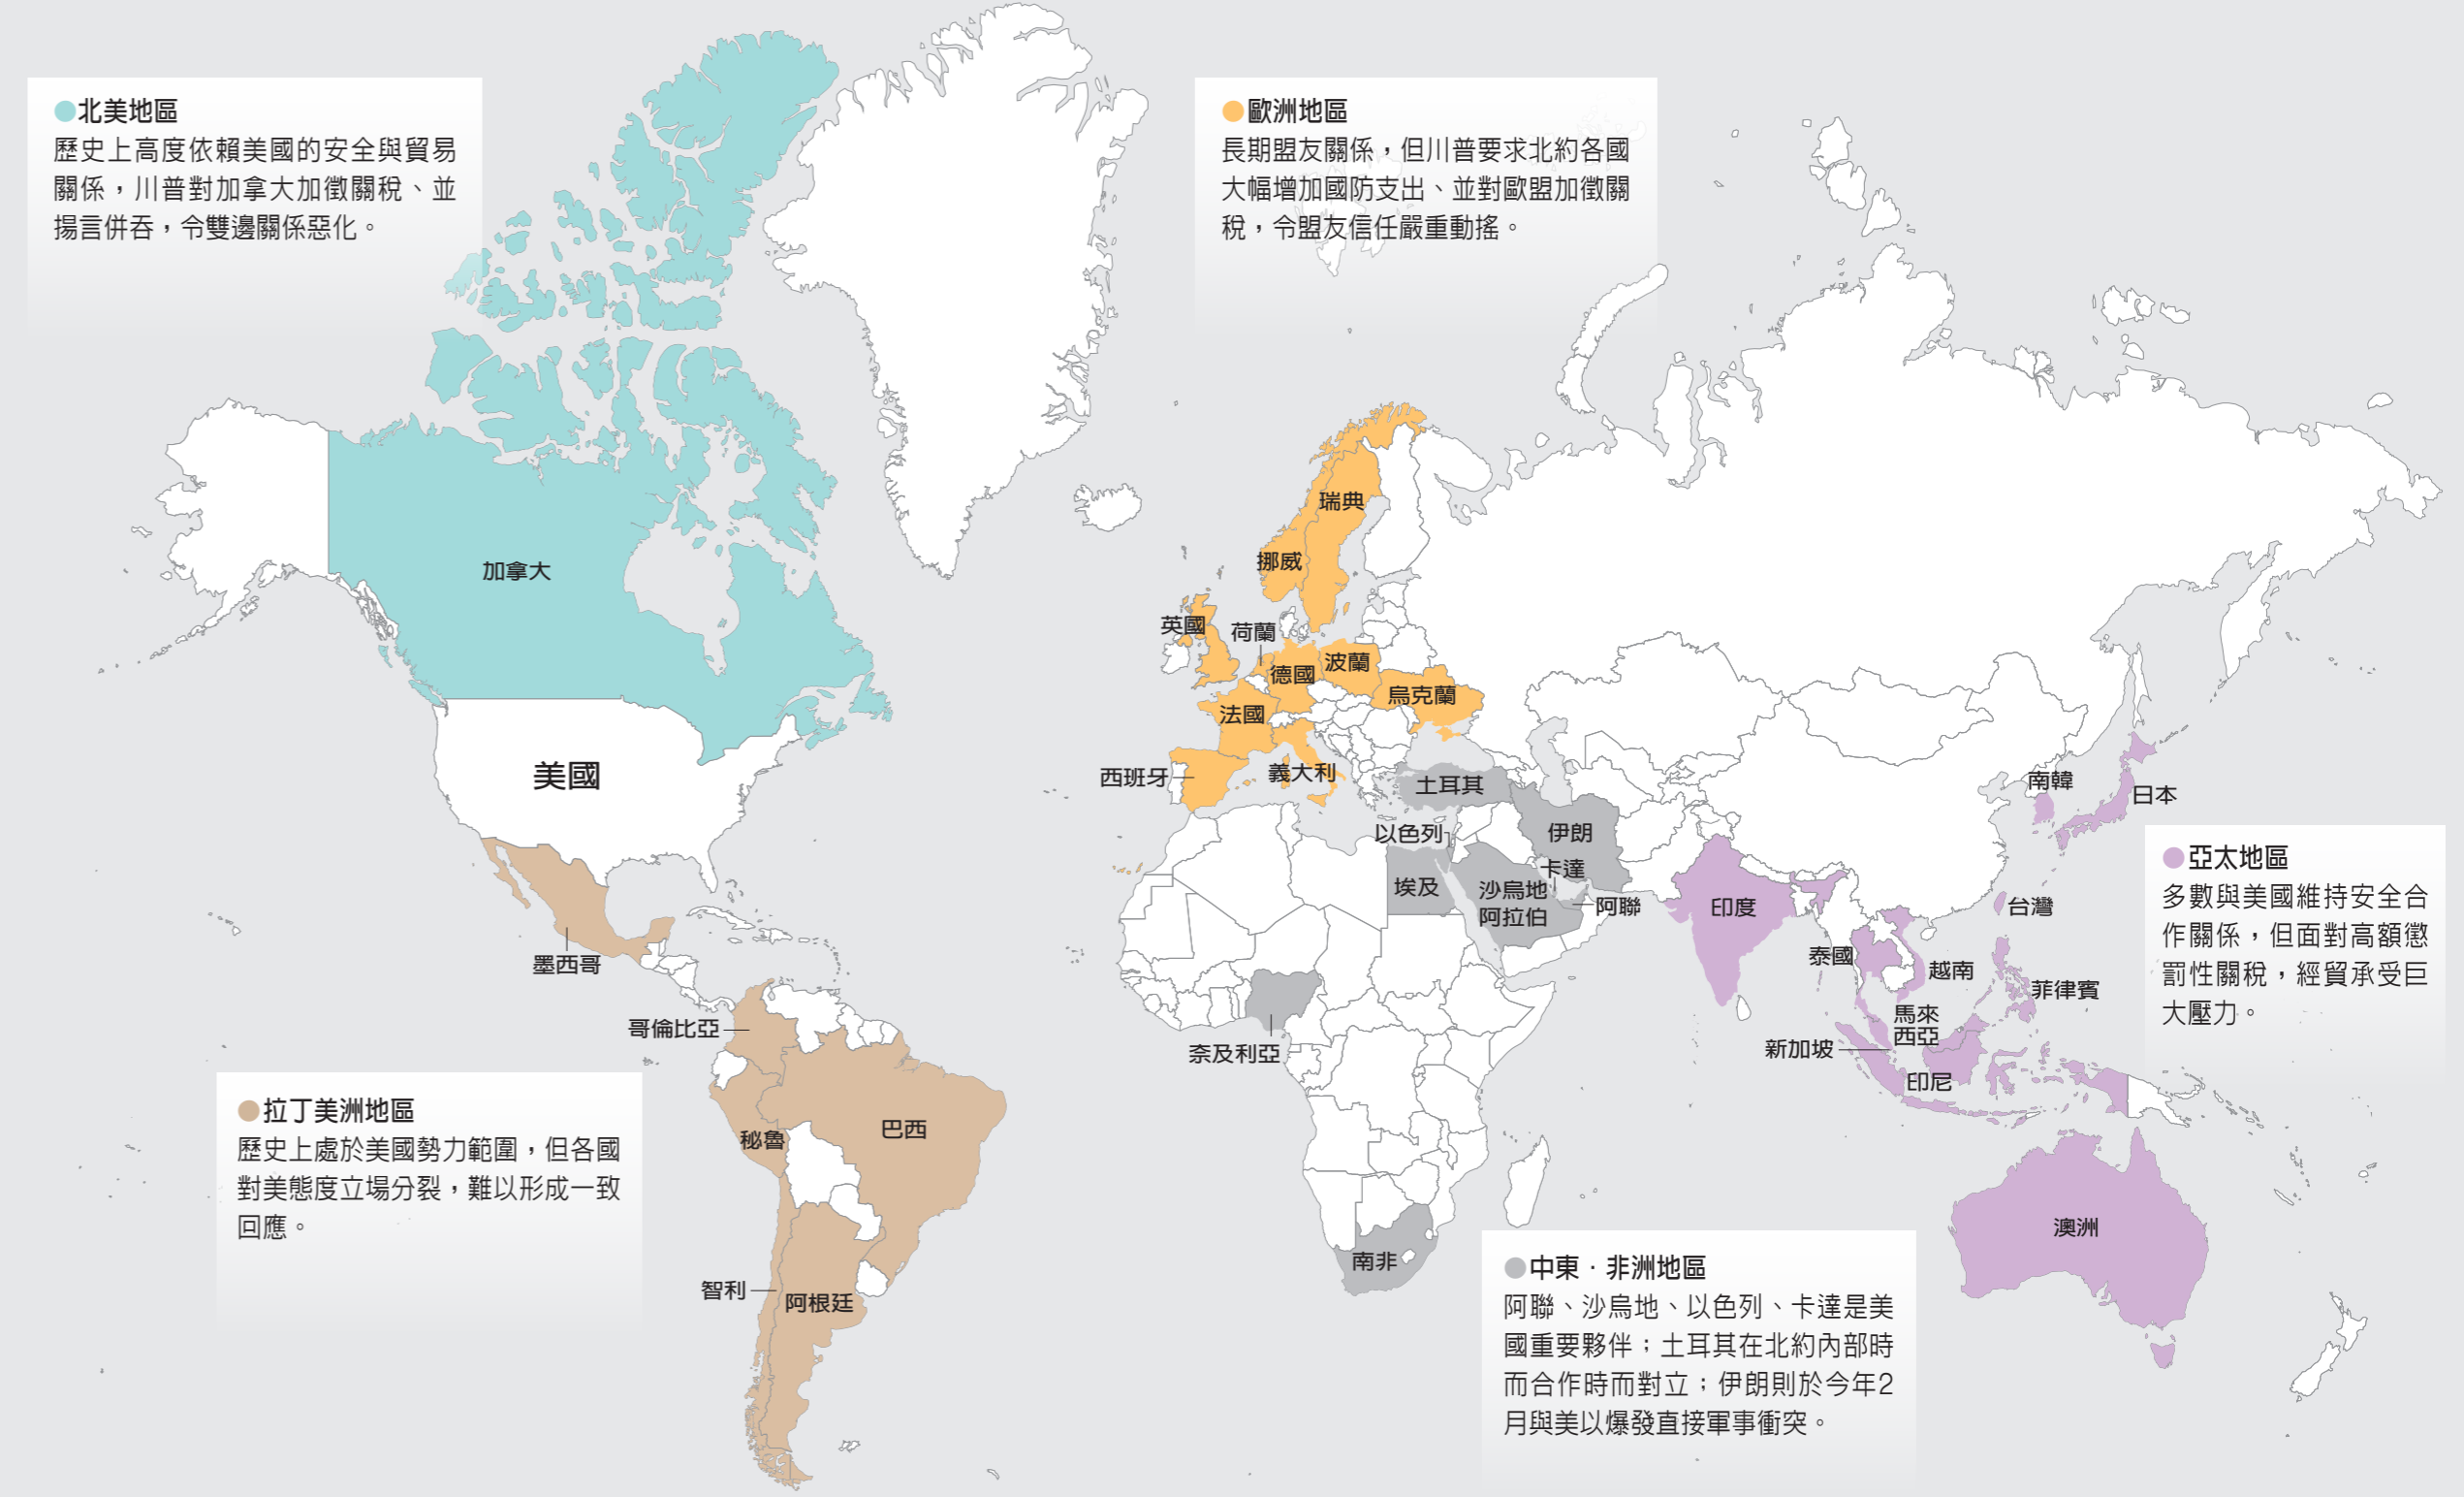 ●北美地區
歷史上高度依賴美國的安全與貿易
關係，川普對加拿大加徵關稅、並
揚言併吞，令雙邊關係惡化。
●歐洲地區
長期盟友關係，但川普要求北約各國
大幅增加國防支出、並對歐盟加徵關
稅，令盟友信任嚴重動搖。
瑞典
挪威
加拿大
英國
荷蘭
波蘭
德國
烏克蘭
法國
美國
西班牙
義大利
土耳其
南韓
日本
以色列
伊朗
卡達
埃及
沙烏地
阿拉伯
阿聯
印度
台灣
泰國
越南
菲律賓
馬來
西亞
新加坡
印尼
●亞太地區
多數與美國維持安全合
作關係，但面對高額懲
罰性關稅，經貿承受巨
大壓力。
墨西哥
哥倫比亞
奈及利亞
秘魯
巴西
●拉丁美洲地區
歷史上處於美國勢力範圍，但各國
對美態度立場分裂，難以形成一致
回應。
智利
阿根廷
南非
澳洲
●中東．非洲地區
阿聯、沙烏地、以色列、卡達是美
國重要夥伴；土耳其在北約內部時
而合作時而對立；伊朗則於今年2
月與美以爆發直接軍事衝突。